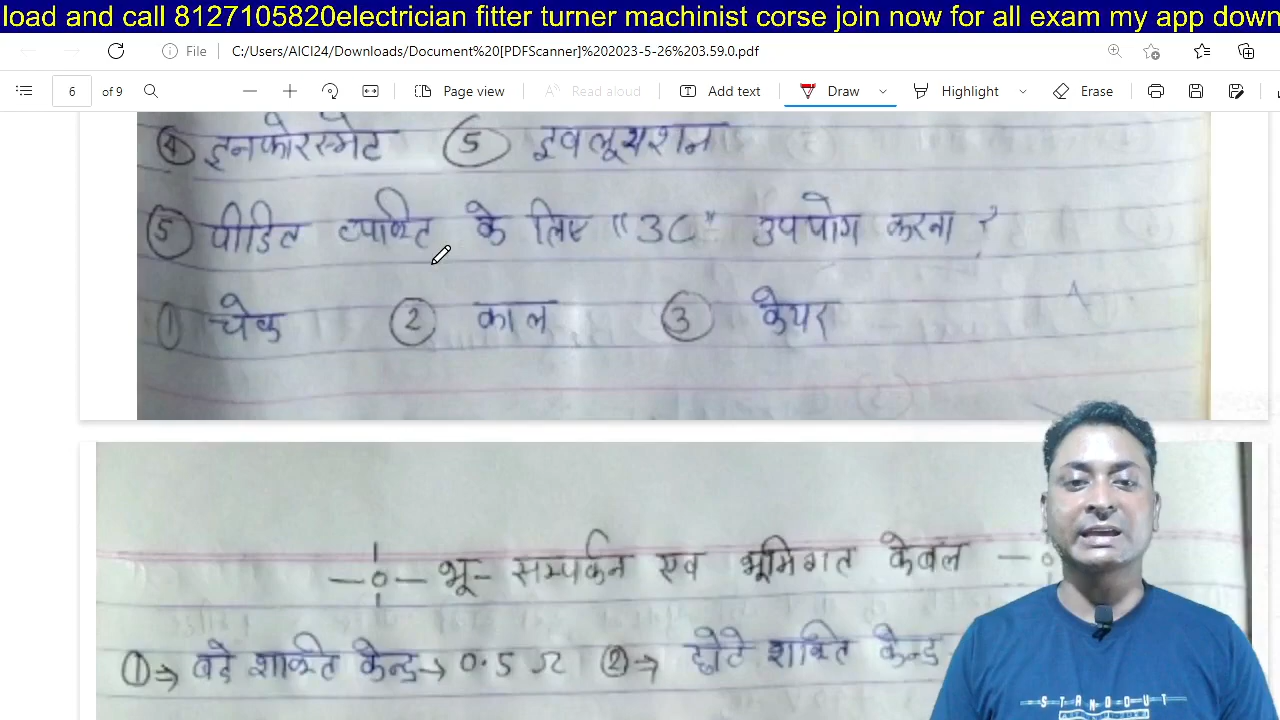 load and call 8127105820electrician fitter turner machinist corse join now for all exam my app down
File C:/Users/AICI24/Downloads/Document%20[PDFScanner]%202023-5-26%203.59.0.pdf
6 of 9 Page view Read aloud Add text Draw Highlight Erase
④ इनफोरस्मेट ⑤ इवलूयशन
⑤ पीडित व्यक्ति के लिए "3C" उपयोग करना ?
① चेक ② काल ③ केयर
भू- सम्पर्कन एव भूमिगत केबल
① ⇒ बडे शक्ति केन्द्र → 0.5 Ω ② ⇒ छोटे शक्ति केन्द्र
STANDOUT